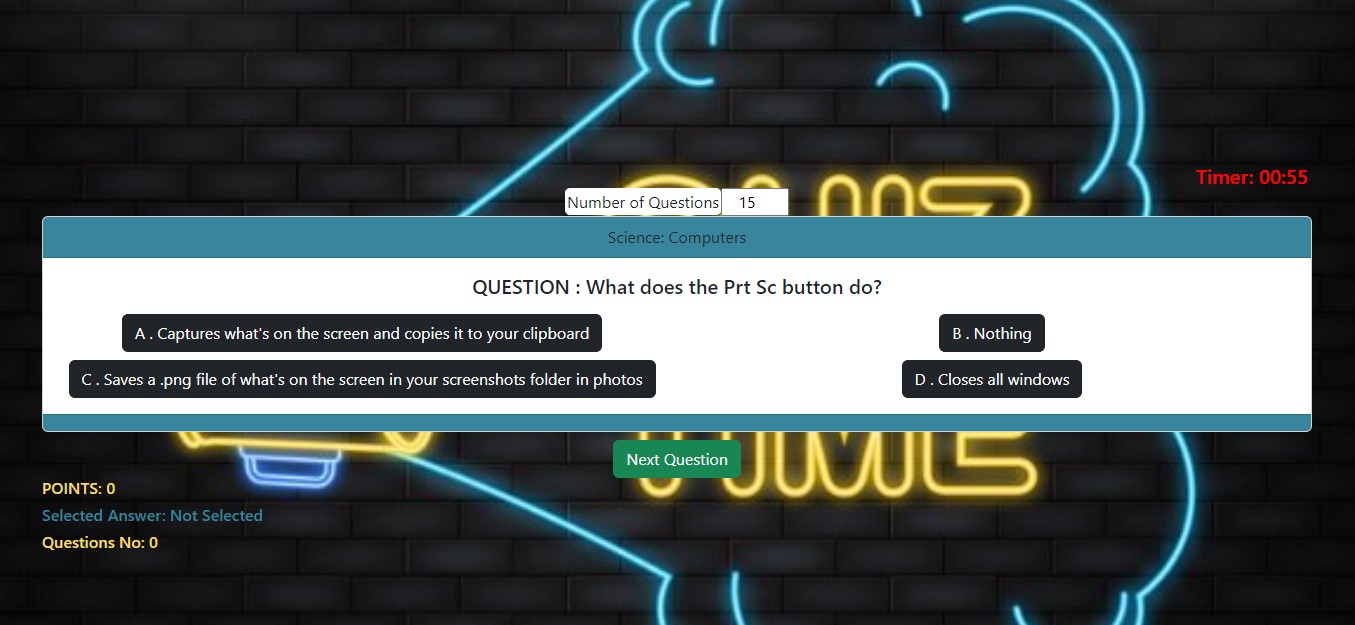 Timer: 00:55
Number of Questions 15
Science: Computers
QUESTION : What does the Prt Sc button do?
A . Captures what's on the screen and copies it to your clipboard
B . Nothing
C . Saves a .png file of what's on the screen in your screenshots folder in photos
D . Closes all windows
Next Question
POINTS: 0
Selected Answer: Not Selected
Questions No: 0